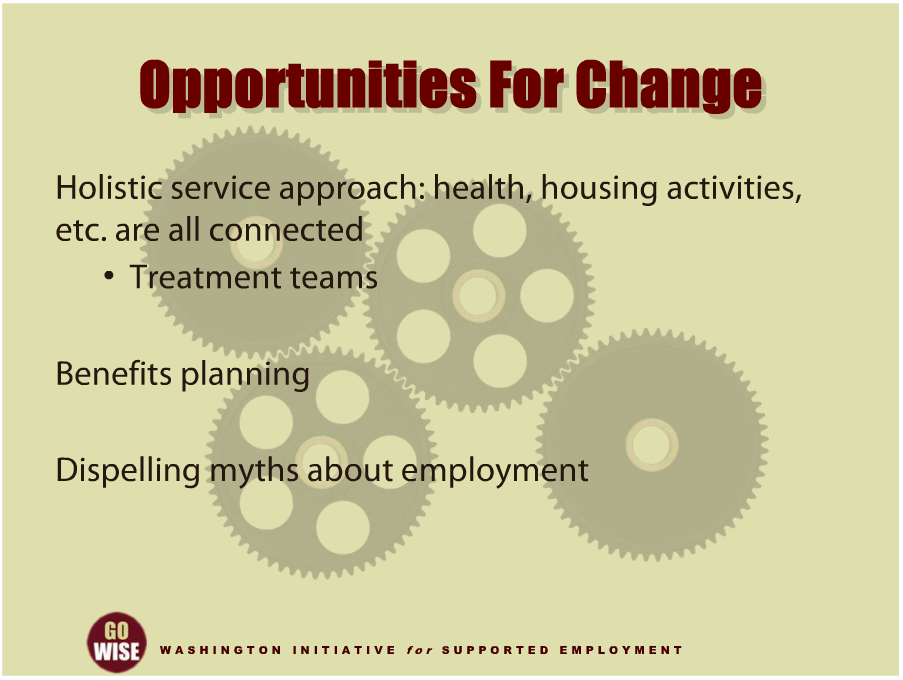 Opportunities For Change
Holistic service approach: health, housing activities,
etc. are all connected
• Treatment teams
Benefits planning
Dispelling myths about employment
GO
WISE
WASHINGTON INITIATIVE for SUPPORTED EMPLOYMENT